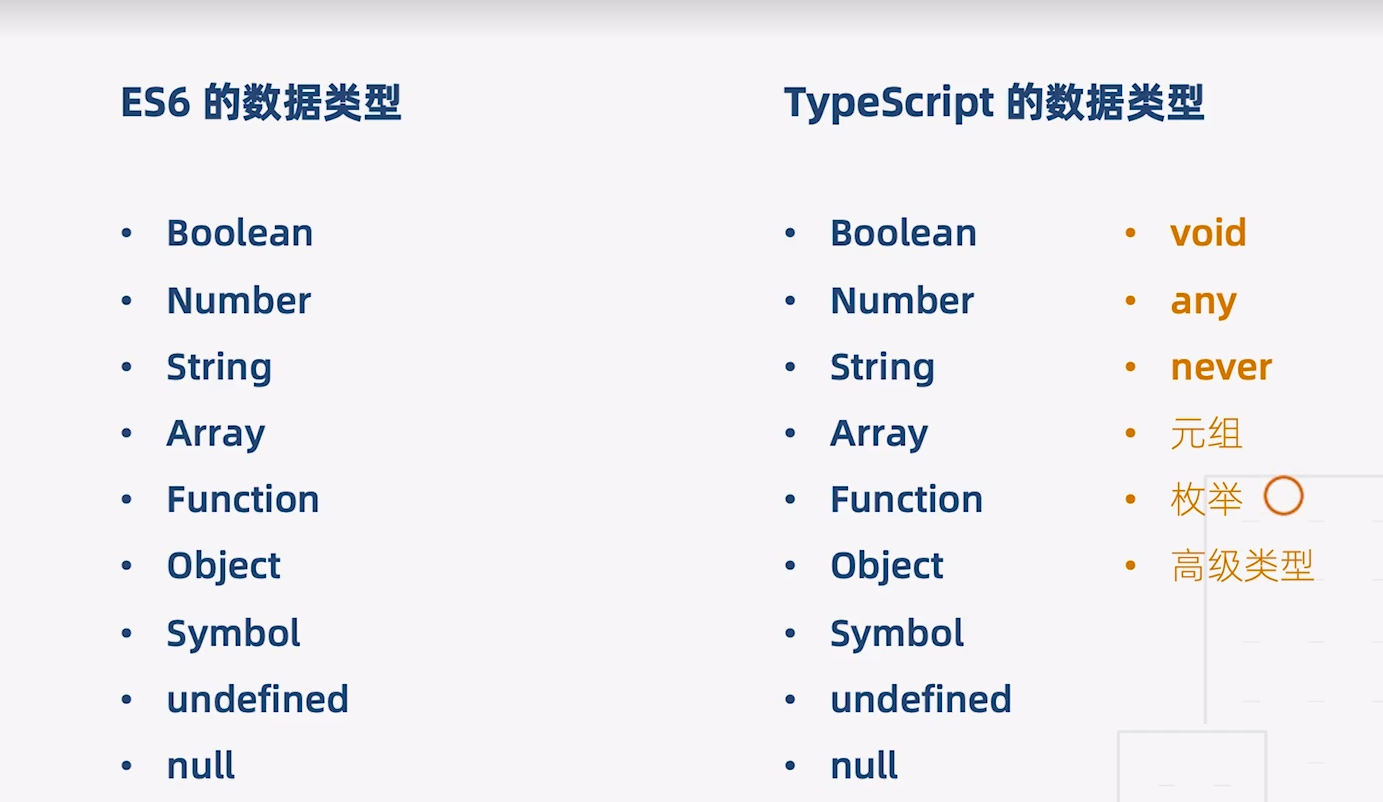 ES6 的数据类型
Boolean
Number
String
Array
Function
Object
Symbol
undefined
null
TypeScript 的数据类型
Boolean
Number
String
Array
Function
Object
Symbol
undefined
null
void
any
never
元组
枚举
高级类型